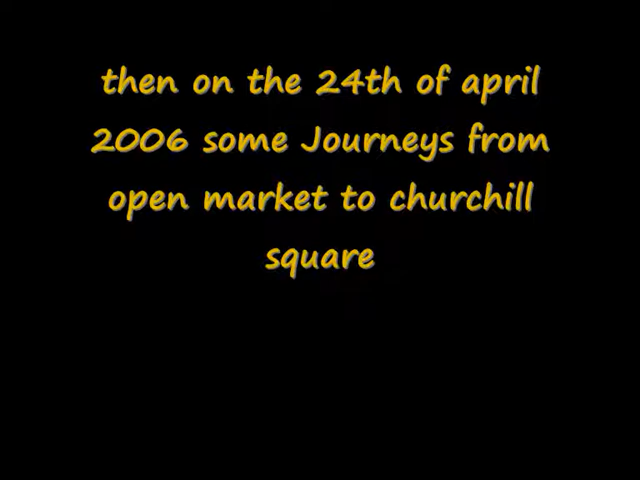 then on the 24th of april
2006 some Journeys from
open market to churchill
square